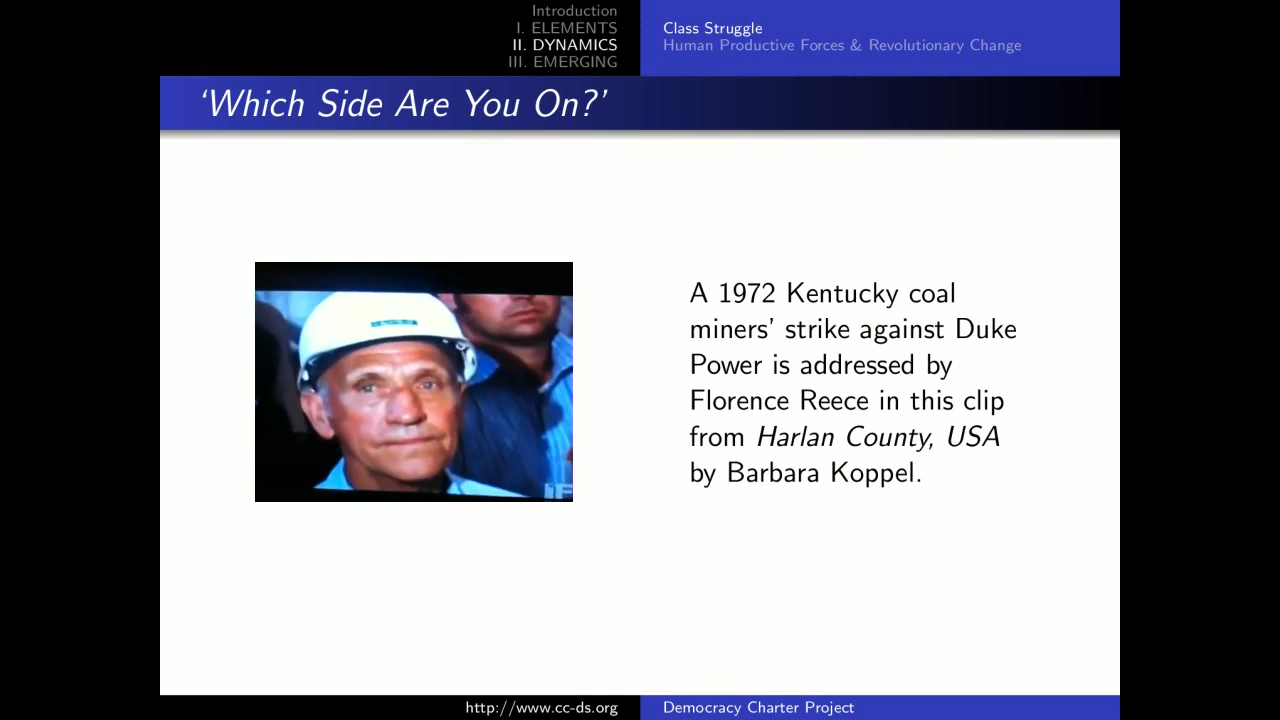 Introduction
I. ELEMENTS
II. DYNAMICS
III. EMERGING
Class Struggle
Human Productive Forces & Revolutionary Change
‘Which Side Are You On?’
A 1972 Kentucky coal
miners’ strike against Duke
Power is addressed by
Florence Reece in this clip
from Harlan County, USA
by Barbara Koppel.
http://www.cc-ds.org
Democracy Charter Project